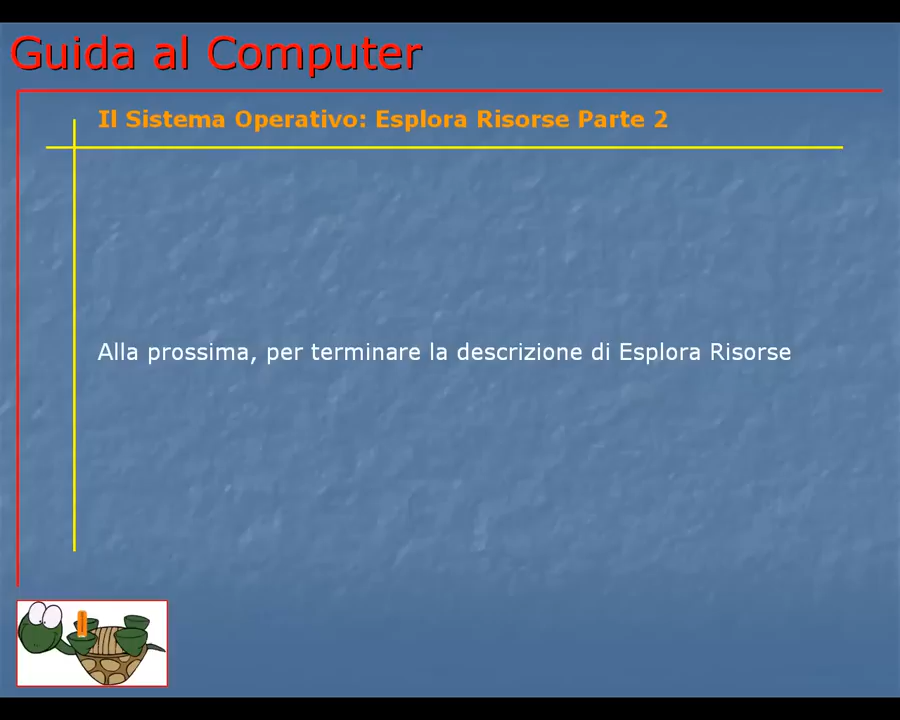 Guida al Computer
Il Sistema Operativo: Esplora Risorse Parte 2
Alla prossima, per terminare la descrizione di Esplora Risorse